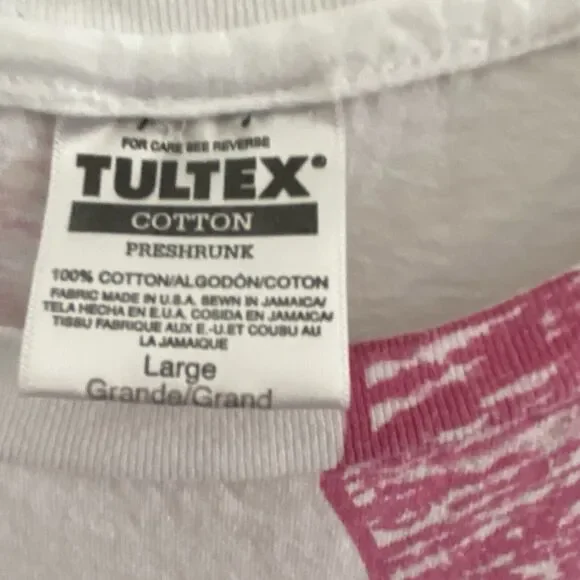 FOR CARE SEE REVERSE
TULTEX®
COTTON
PRESHRUNK
100% COTTON/ALGODÓN/COTON
FABRIC MADE IN U.S.A. SEWN IN JAMAICA/
TELA HECHA EN E.U.A. COSIDA EN JAMAICA/
TISSU FABRIQUE AUX E.-U.ET COUSU AU
LA JAMAIQUE
Large
Grande/Grand